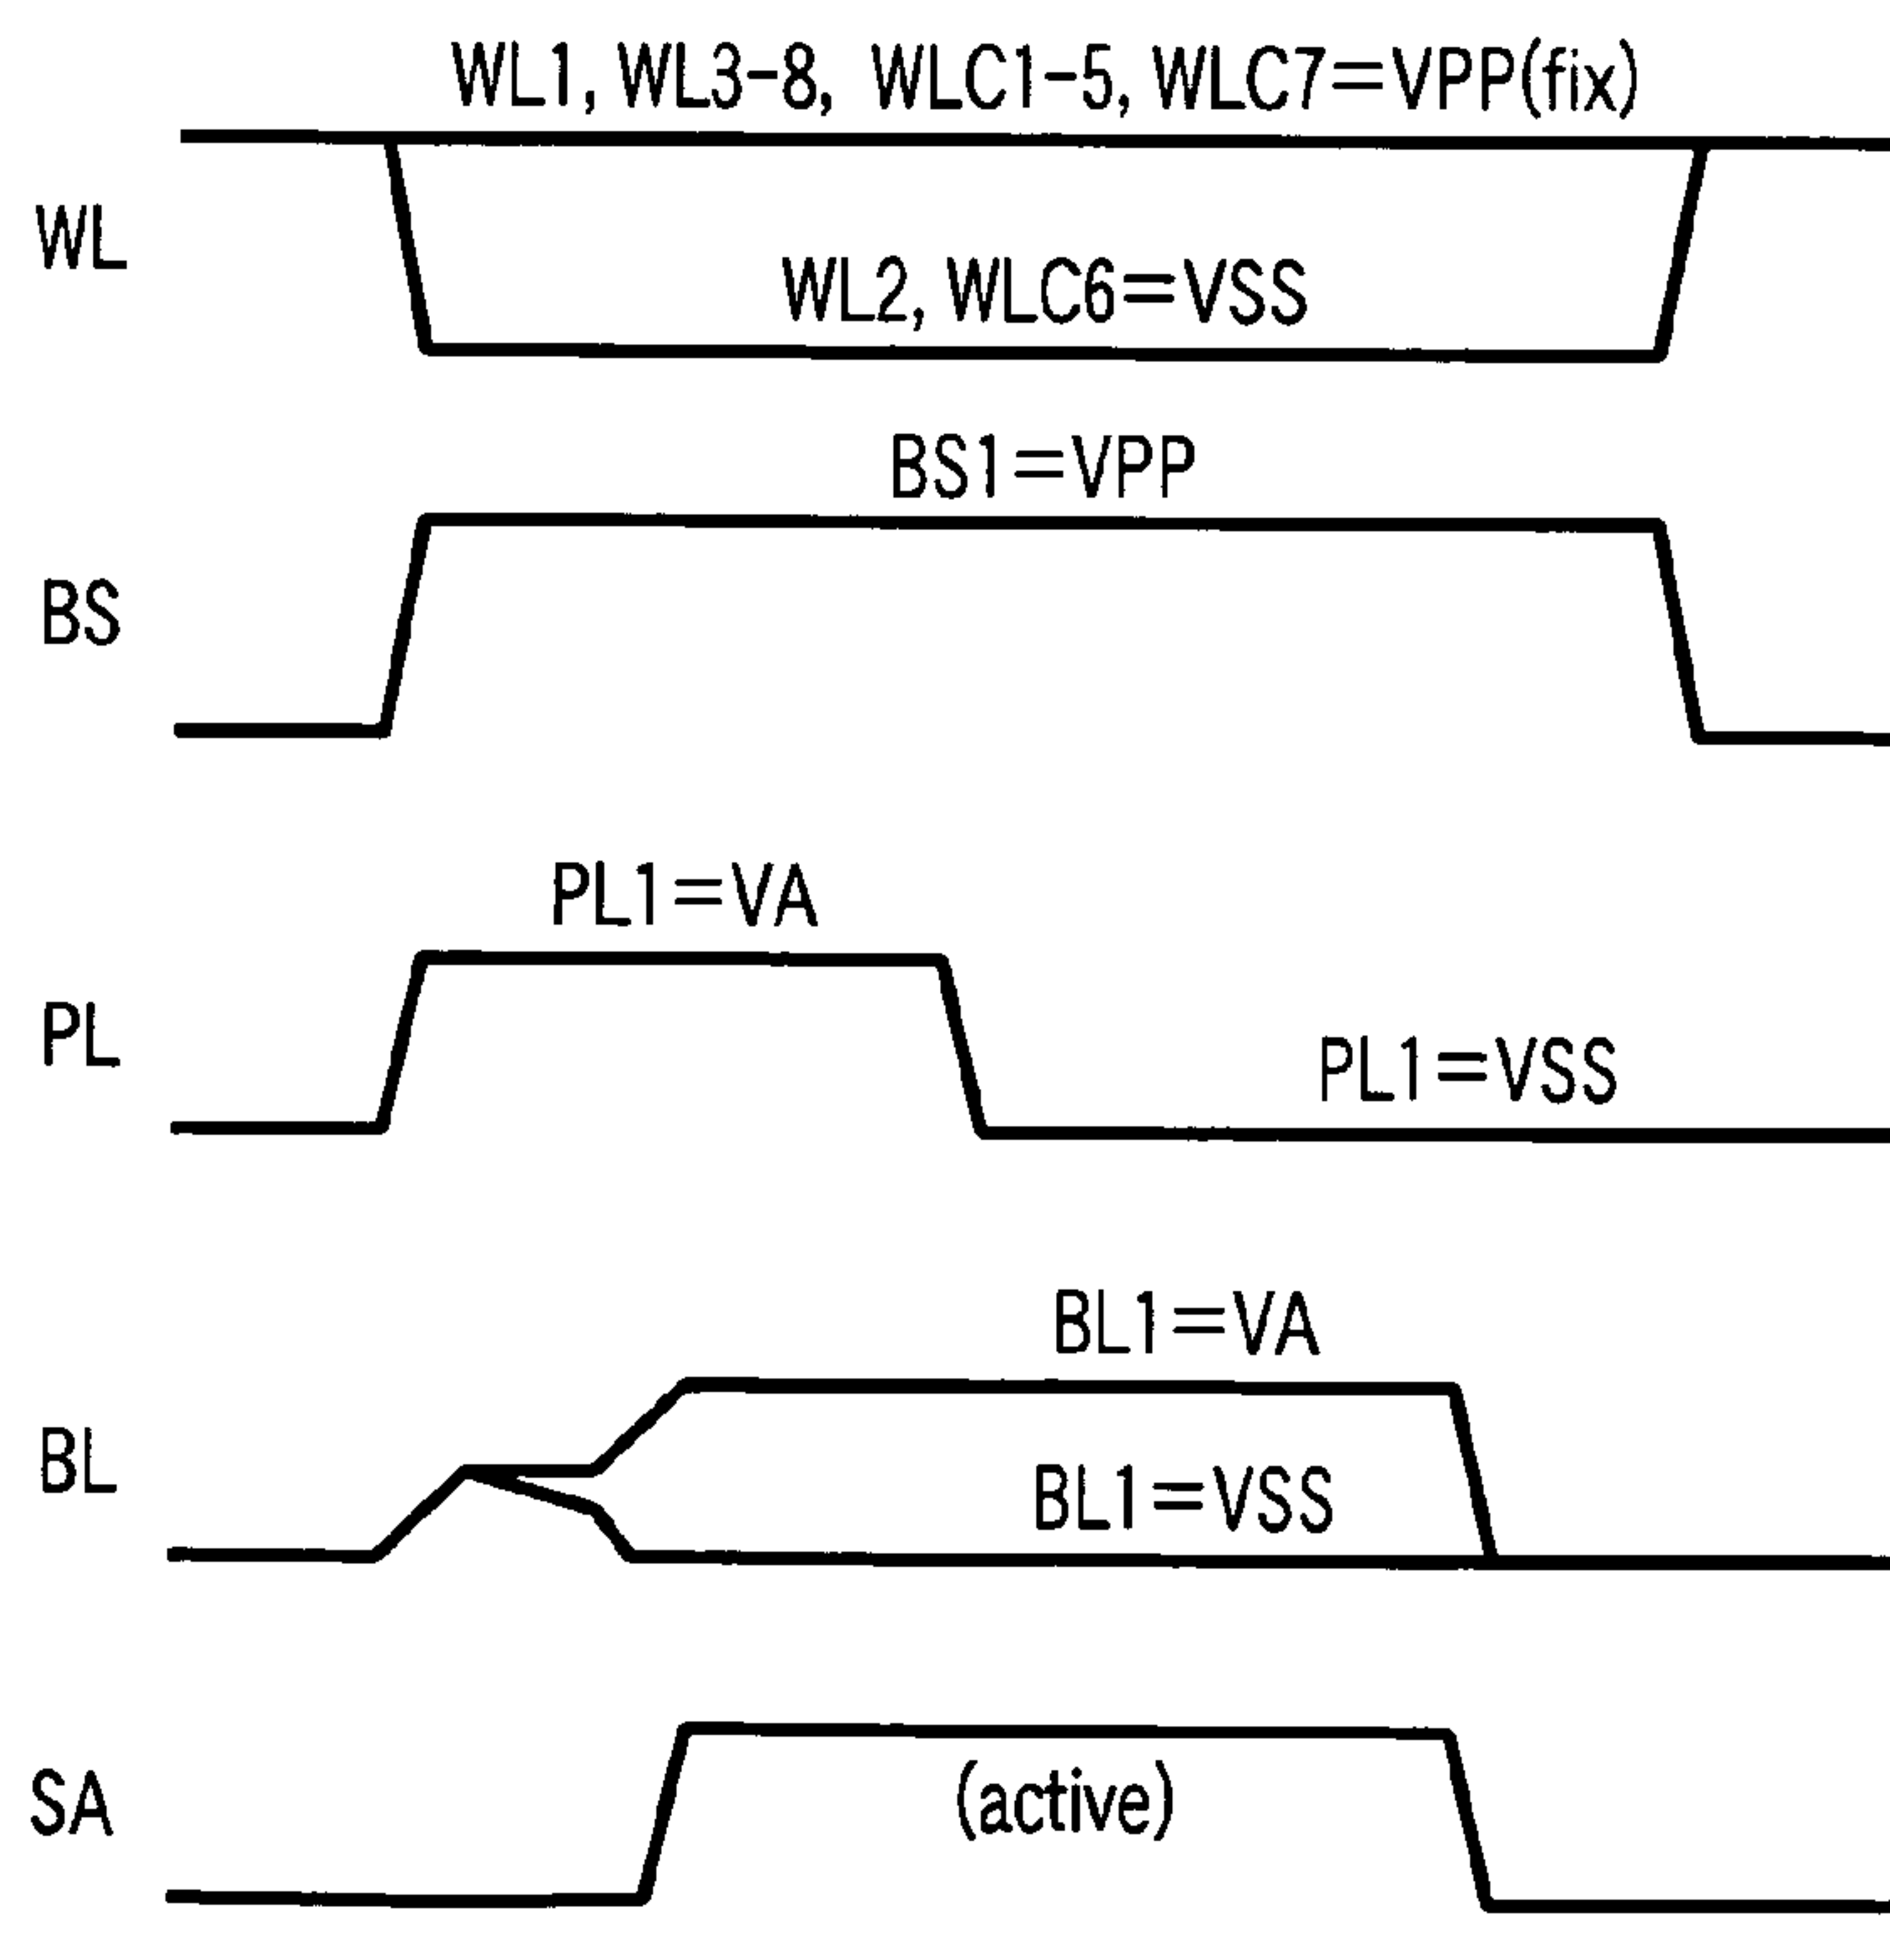 WL1, WL3-8, WLC1-5, WLC7=VPP(fix)
WL
WL2, WLC6=VSS
BS1=VPP
BS
PL1=VA
PL
PL1=VSS
BL1=VA
BL
BL1=VSS
SA
(active)